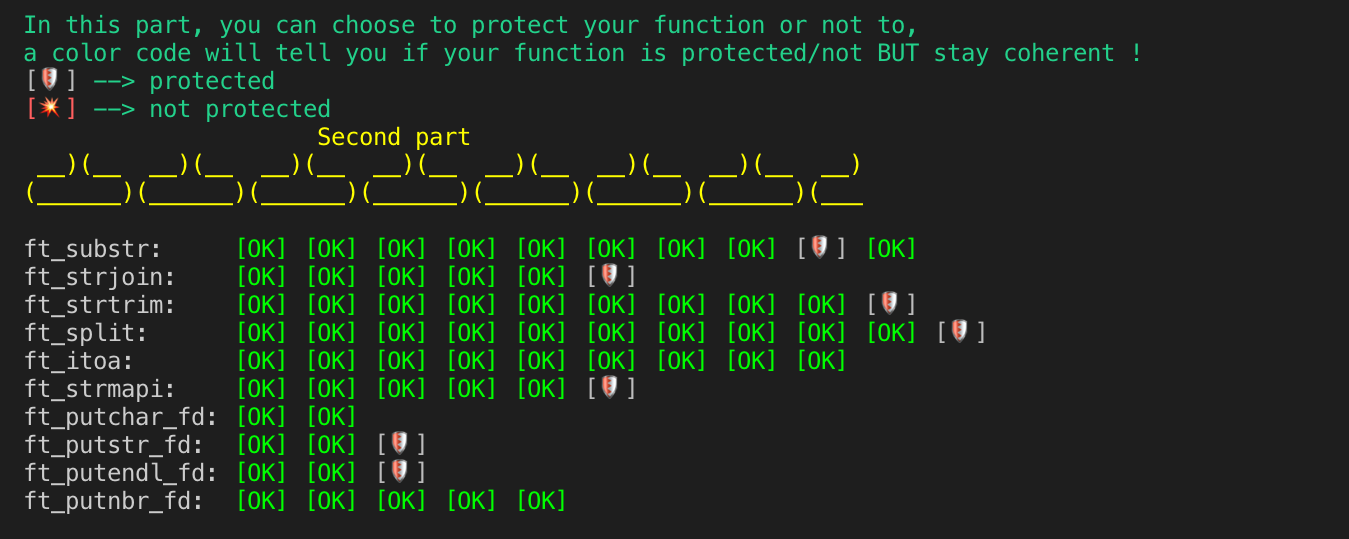 In this part, you can choose to protect your function or not to,
a color code will tell you if your function is protected/not BUT stay coherent !
[🛡] --> protected
[💥] --> not protected
Second part
__)(__  __)(__  __)(__  __)(__  __)(__  __)(__  __)(__  __)
(______)(______)(______)(______)(______)(______)(______)(___
ft_substr: [OK] [OK] [OK] [OK] [OK] [OK] [OK] [OK] [🛡] [OK]
ft_strjoin: [OK] [OK] [OK] [OK] [OK] [🛡]
ft_strtrim: [OK] [OK] [OK] [OK] [OK] [OK] [OK] [OK] [OK] [🛡]
ft_split: [OK] [OK] [OK] [OK] [OK] [OK] [OK] [OK] [OK] [OK] [🛡]
ft_itoa: [OK] [OK] [OK] [OK] [OK] [OK] [OK] [OK] [OK]
ft_strmapi: [OK] [OK] [OK] [OK] [OK] [🛡]
ft_putchar_fd: [OK] [OK]
ft_putstr_fd: [OK] [OK] [🛡]
ft_putendl_fd: [OK] [OK] [🛡]
ft_putnbr_fd: [OK] [OK] [OK] [OK] [OK]